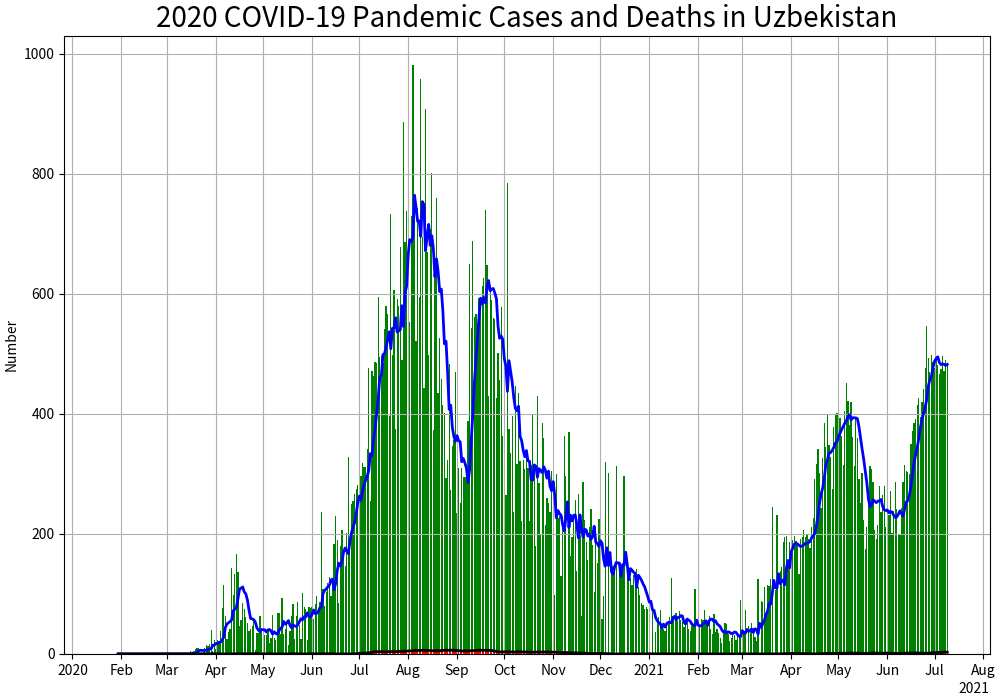 2020 COVID-19 Pandemic Cases and Deaths in Uzbekistan
Number
1000
800
600
400
200
0
2020 Feb Mar Apr May Jun Jul Aug Sep Oct Nov Dec 2021 Feb Mar Apr May Jun Jul Aug
2021